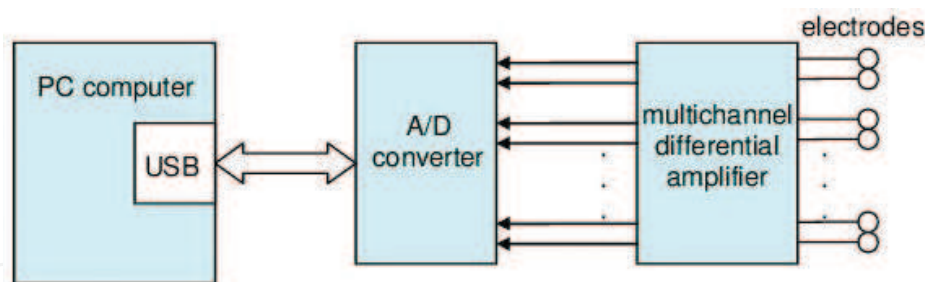 PC computer
USB
A/D
converter
multichannel
differential
amplifier
electrodes